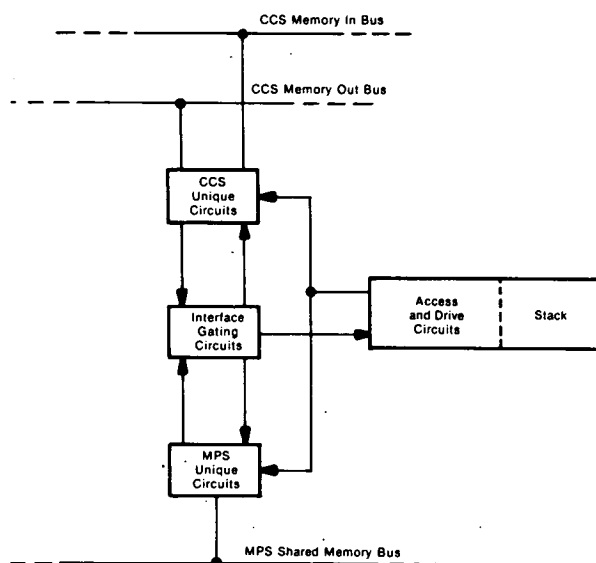 CCS Memory In Bus
CCS Memory Out Bus
CCS
Unique
Circuits
Interface
Gating
Circuits
Access
and Drive
Circuits
Stack
MPS
Unique
Circuits
MPS Shared Memory Bus